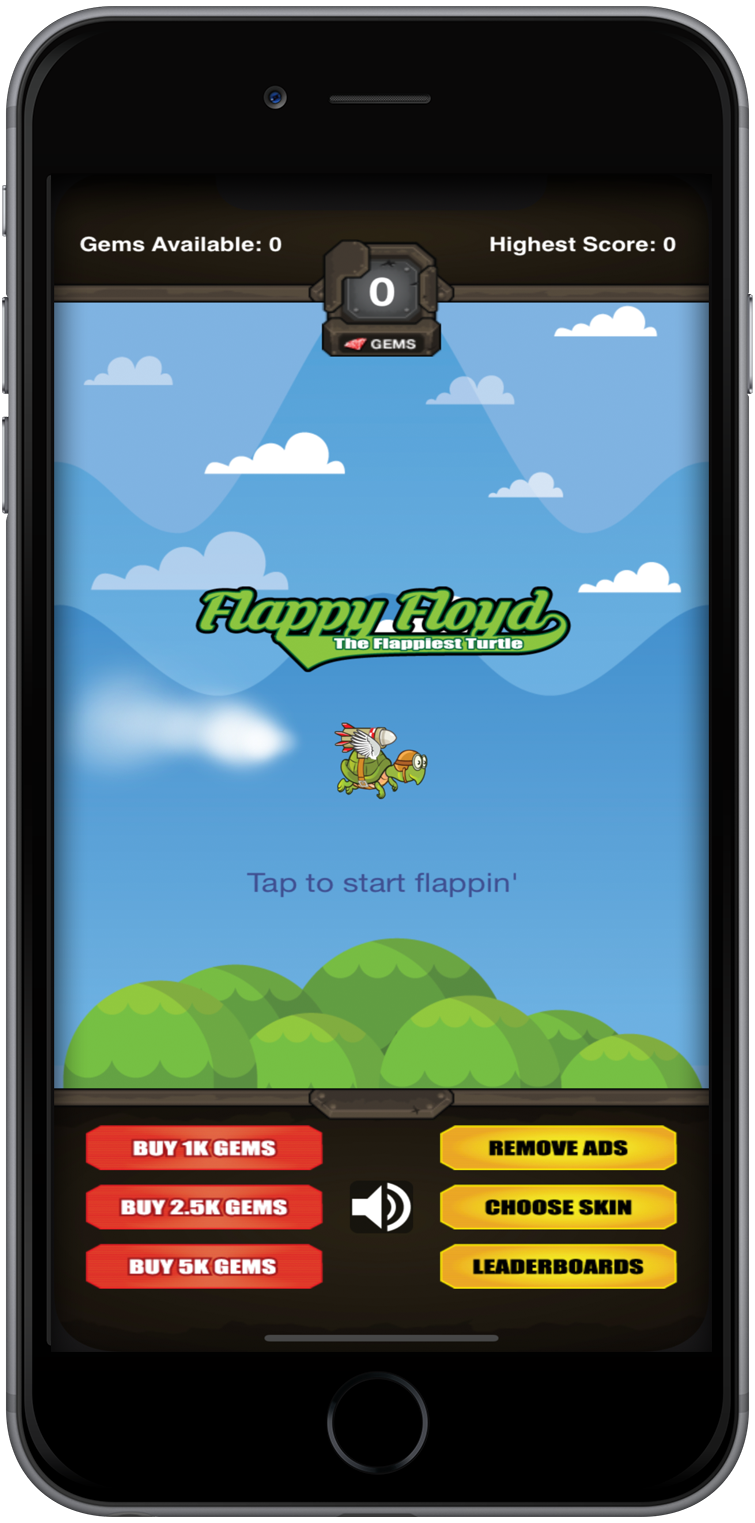 Gems Available: 0
Highest Score: 0
0
GEMS
Flappy Floyd
The Flappiest Turtle
Tap to start flappin'
BUY 1K GEMS
REMOVE ADS
BUY 2.5K GEMS
CHOOSE SKIN
BUY 5K GEMS
LEADERBOARDS